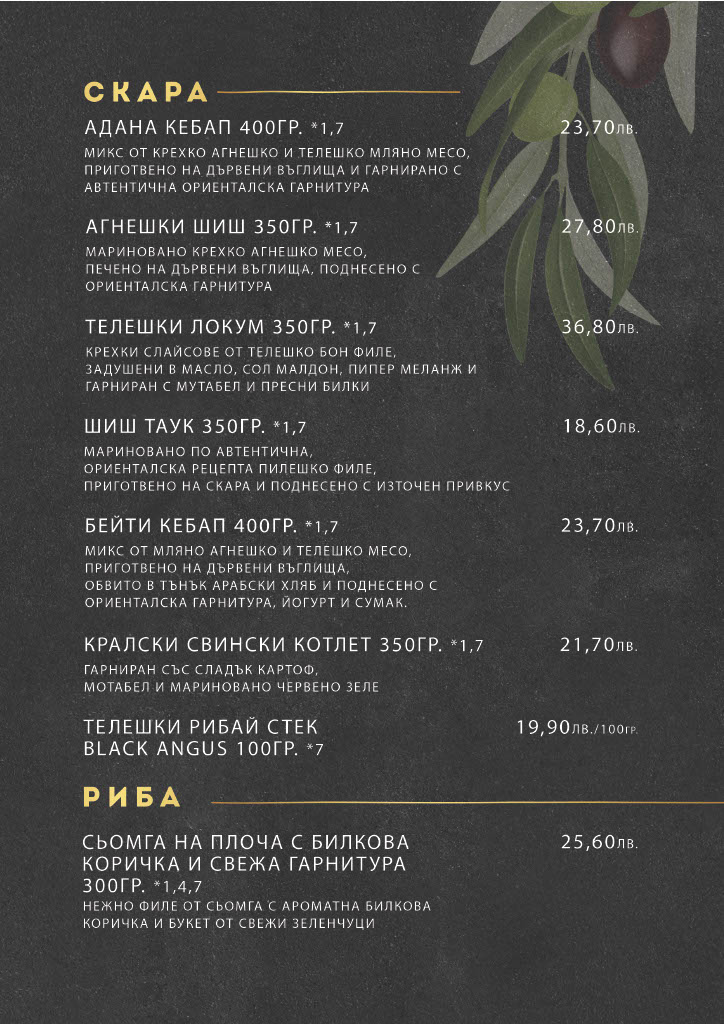 СКАРА
АДАНА КЕБАП 400ГР. *1,7 23,70ЛВ.
МИКС ОТ КРЕХКО АГНЕШКО И ТЕЛЕШКО МЛЯНО МЕСО,
ПРИГОТВЕНО НА ДЪРВЕНИ ВЪГЛИЩА И ГАРНИРАНО С
АВТЕНТИЧНА ОРИЕНТАЛСКА ГАРНИТУРА
АГНЕШКИ ШИШ 350ГР. *1,7 27,80ЛВ.
МАРИНОВАНО КРЕХКО АГНЕШКО МЕСО,
ПЕЧЕНО НА ДЪРВЕНИ ВЪГЛИЩА, ПОДНЕСЕНО С
ОРИЕНТАЛСКА ГАРНИТУРА
ТЕЛЕШКИ ЛОКУМ 350ГР. *1,7 36,80ЛВ.
КРЕХКИ СЛАЙСОВЕ ОТ ТЕЛЕШКО БОН ФИЛЕ,
ЗАДУШЕНИ В МАСЛО, СОЛ МАЛДОН, ПИПЕР МЕЛАНЖ И
ГАРНИРАН С МУТАБЕЛ И ПРЕСНИ БИЛКИ
ШИШ ТАУК 350ГР. *1,7 18,60ЛВ.
МАРИНОВАНО ПО АВТЕНТИЧНА,
ОРИЕНТАЛСКА РЕЦЕПТА ПИЛЕШКО ФИЛЕ,
ПРИГОТВЕНО НА СКАРА И ПОДНЕСЕНО С ИЗТОЧЕН ПРИВКУС
БЕЙТИ КЕБАП 400ГР. *1,7 23,70ЛВ.
МИКС ОТ МЛЯНО АГНЕШКО И ТЕЛЕШКО МЕСО,
ПРИГОТВЕНО НА ДЪРВЕНИ ВЪГЛИЩА,
ОБВИТО В ТЪНЪК АРАБСКИ ХЛЯБ И ПОДНЕСЕНО С
ОРИЕНТАЛСКА ГАРНИТУРА, ЙОГУРТ И СУМАК.
КРАЛСКИ СВИНСКИ КОТЛЕТ 350ГР. *1,7 21,70ЛВ.
ГАРНИРАН СЪС СЛАДЪК КАРТОФ,
МОТАБЕЛ И МАРИНОВАНО ЧЕРВЕНО ЗЕЛЕ
ТЕЛЕШКИ РИБАЙ СТЕК 19,90ЛВ./100ГР.
BLACK ANGUS 100ГР. *7
РИБА
СЬОМГА НА ПЛОЧА С БИЛКОВА 25,60ЛВ.
КОРИЧКА И СВЕЖА ГАРНИТУРА
300ГР. *1,4,7
НЕЖНО ФИЛЕ ОТ СЬОМГА С АРОМАТНА БИЛКОВА
КОРИЧКА И БУКЕТ ОТ СВЕЖИ ЗЕЛЕНЧУЦИ